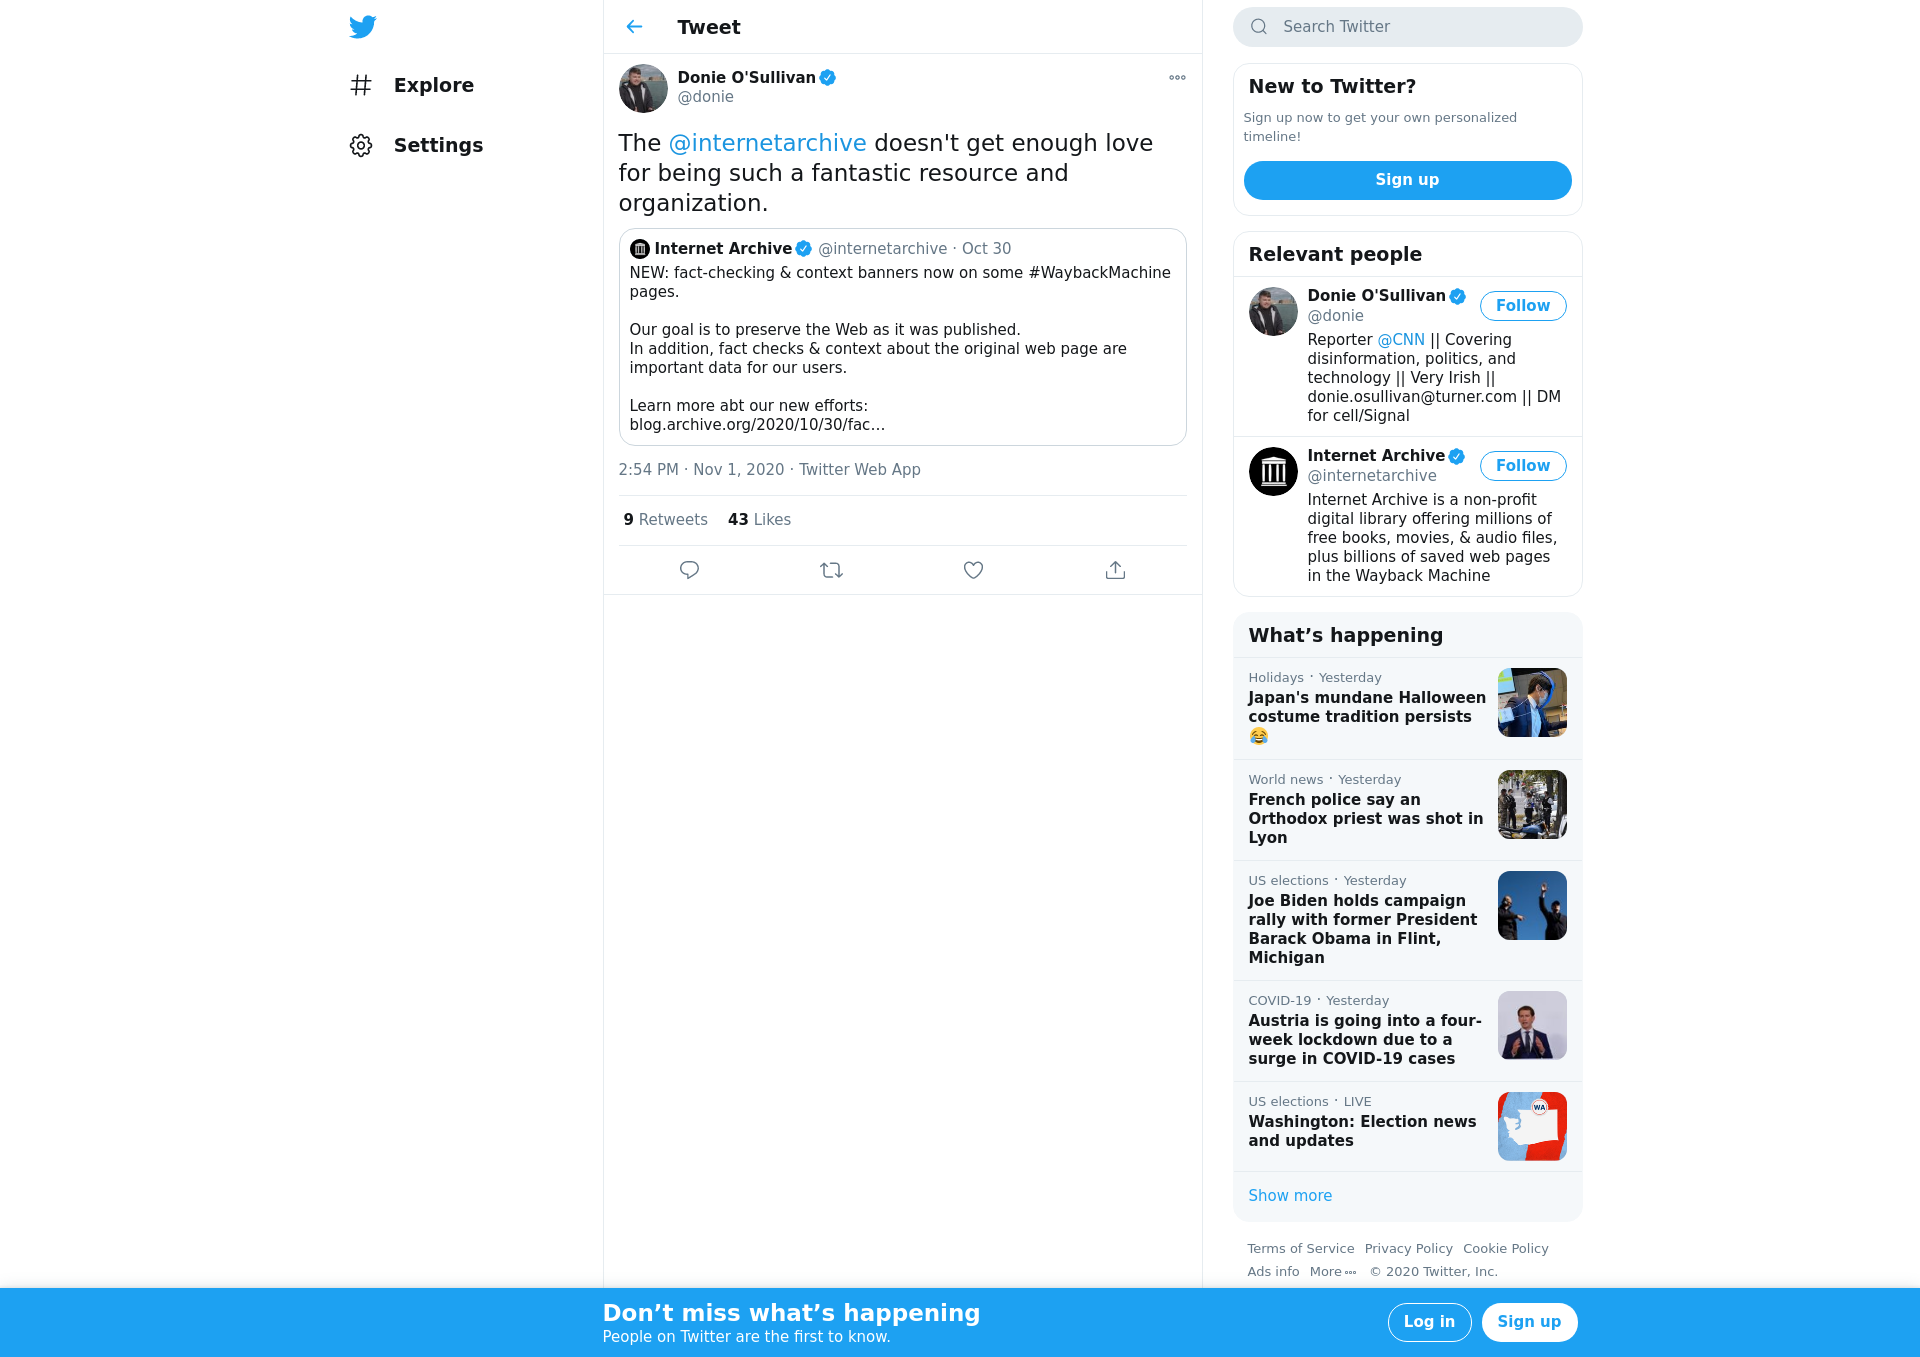 Explore
Settings
Tweet
Donie O'Sullivan
@donie
The @internetarchive doesn't get enough love
for being such a fantastic resource and
organization.
Internet Archive @internetarchive · Oct 30
NEW: fact-checking & context banners now on some #WaybackMachine
pages.
Our goal is to preserve the Web as it was published.
In addition, fact checks & context about the original web page are
important data for our users.
Learn more abt our new efforts:
blog.archive.org/2020/10/30/fac…
2:54 PM · Nov 1, 2020 · Twitter Web App
9 Retweets 43 Likes
Search Twitter
New to Twitter?
Sign up now to get your own personalized
timeline!
Sign up
Relevant people
Donie O'Sullivan
@donie
Follow
Reporter @CNN || Covering
disinformation, politics, and
technology || Very Irish ||
donie.osullivan@turner.com || DM
for cell/Signal
Internet Archive
@internetarchive
Follow
Internet Archive is a non-profit
digital library offering millions of
free books, movies, & audio files,
plus billions of saved web pages
in the Wayback Machine
What’s happening
Holidays · Yesterday
Japan's mundane Halloween
costume tradition persists
😂
World news · Yesterday
French police say an
Orthodox priest was shot in
Lyon
US elections · Yesterday
Joe Biden holds campaign
rally with former President
Barack Obama in Flint,
Michigan
COVID-19 · Yesterday
Austria is going into a four-
week lockdown due to a
surge in COVID-19 cases
US elections · LIVE
Washington: Election news
and updates
WA
Show more
Terms of Service Privacy Policy Cookie Policy
Ads info More © 2020 Twitter, Inc.
Don’t miss what’s happening
People on Twitter are the first to know.
Log in
Sign up